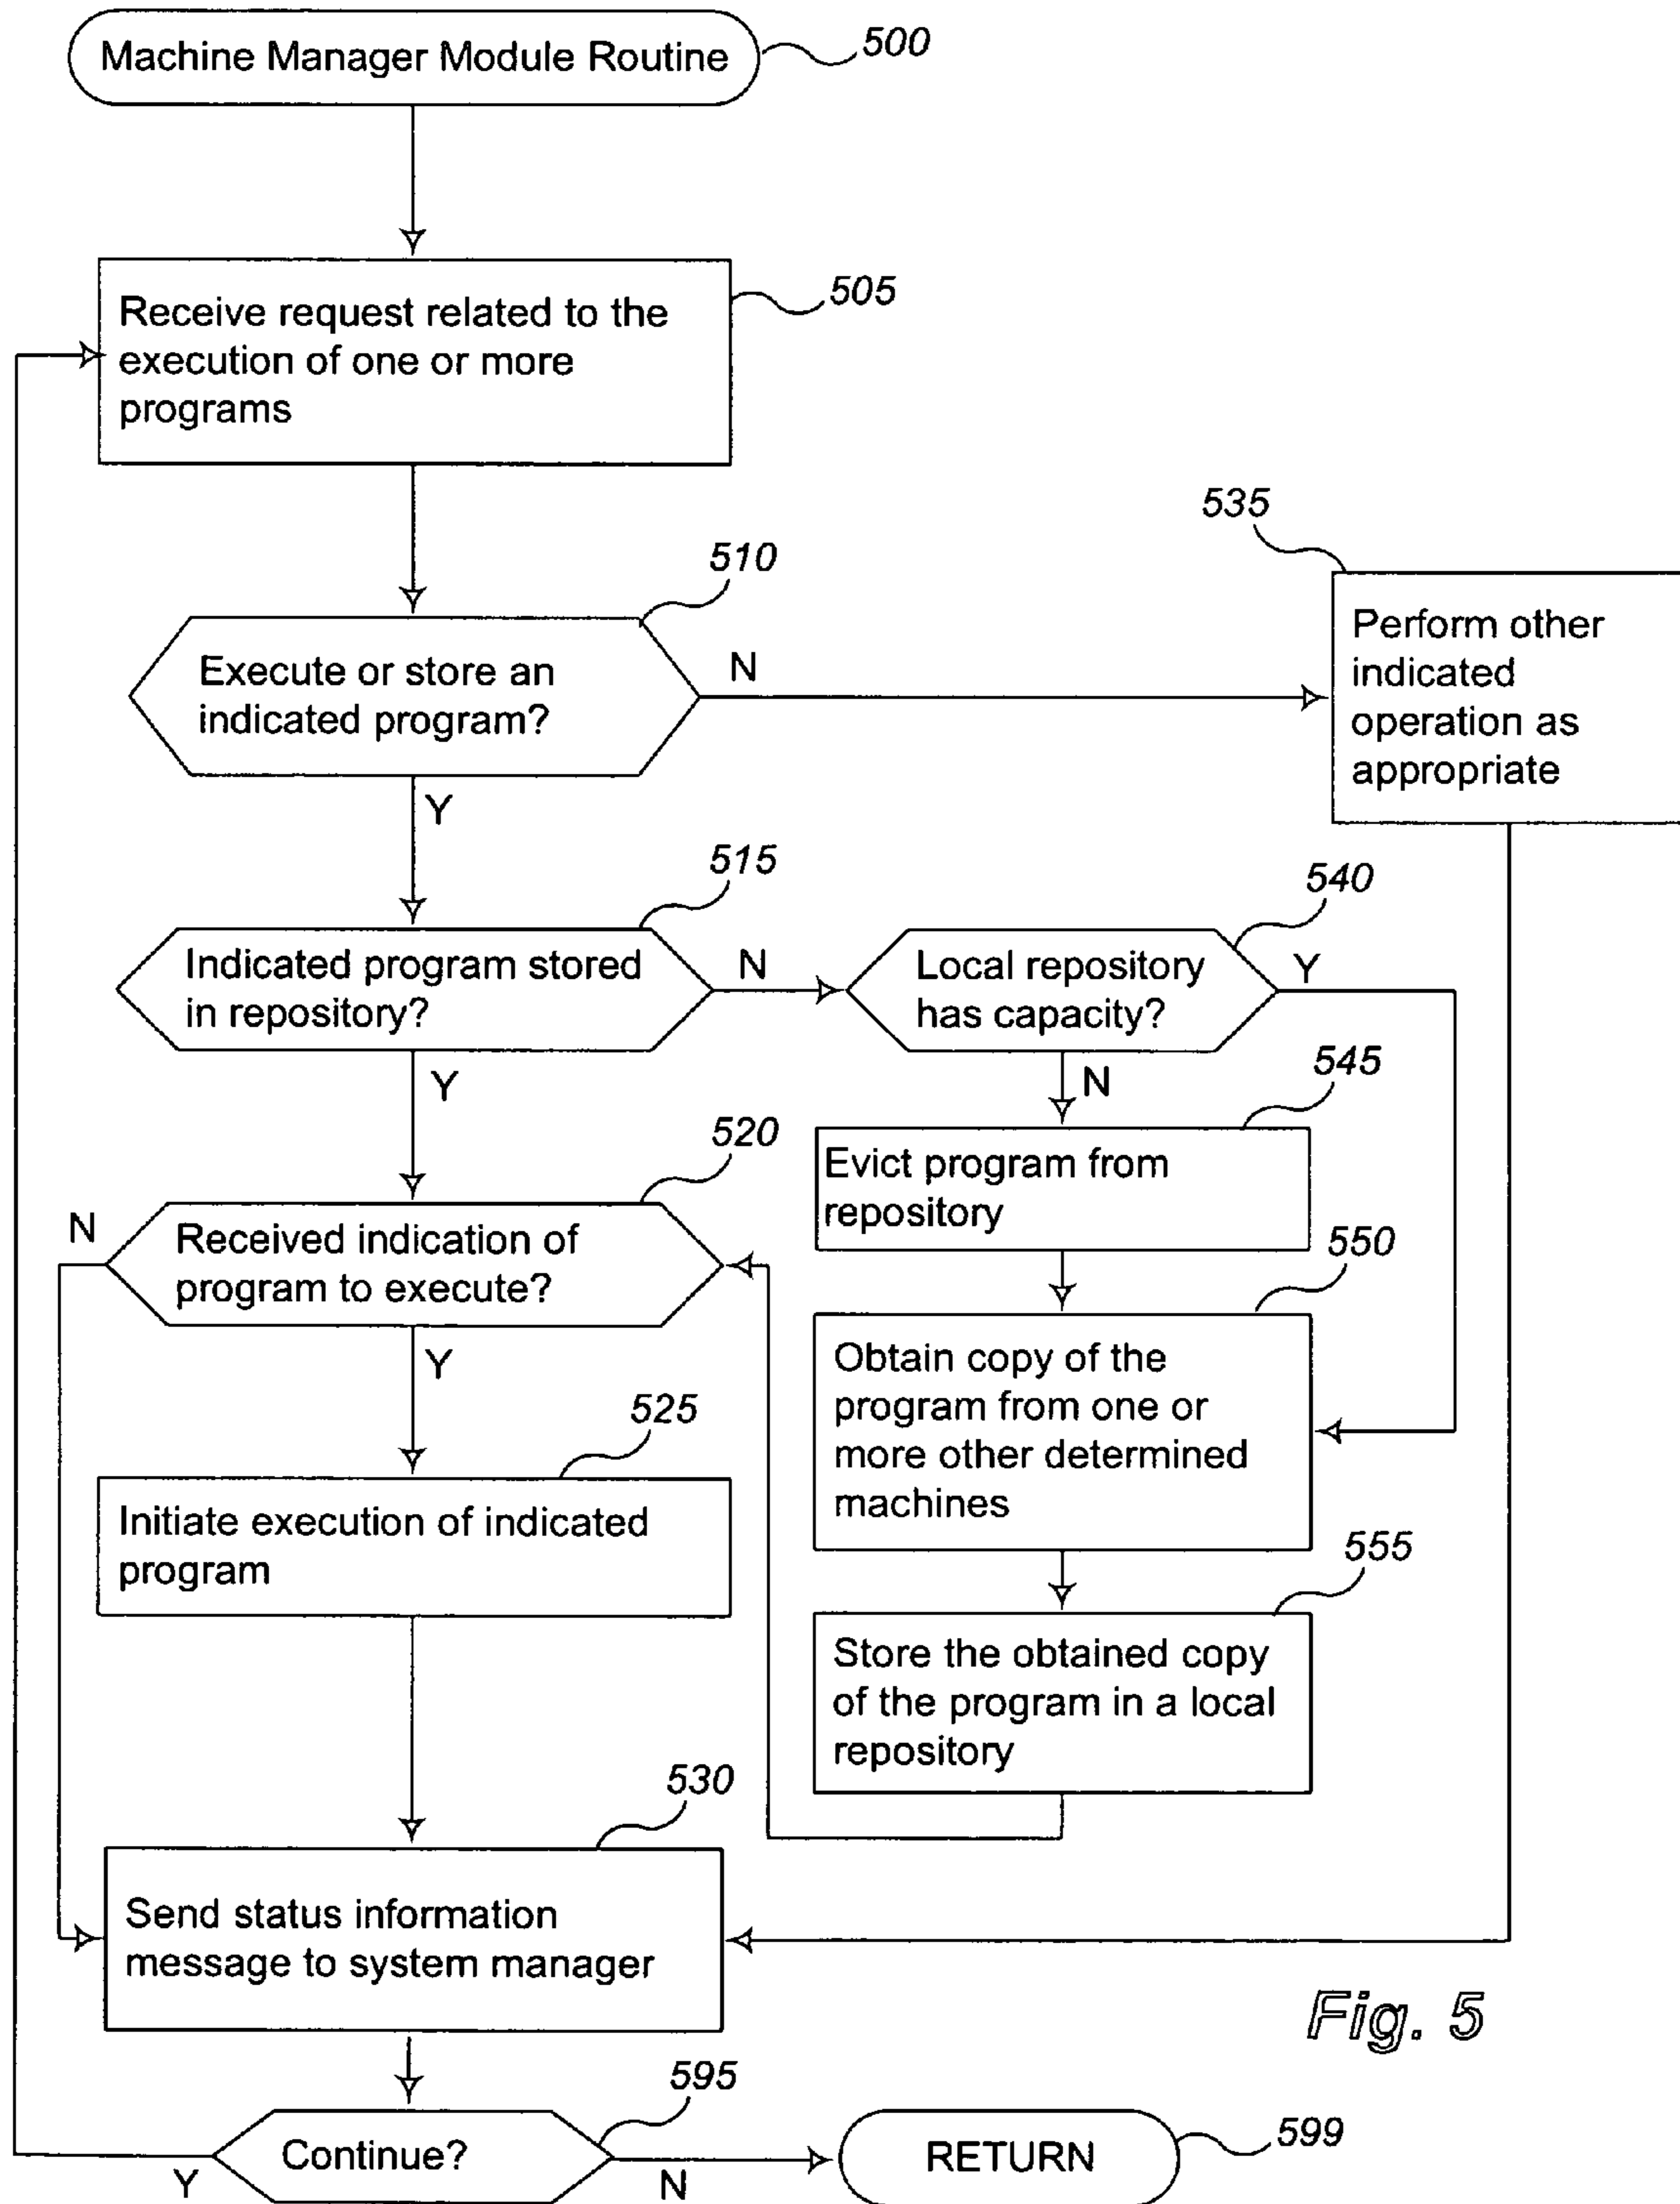 Machine Manager Module Routine
500
Receive request related to the
execution of one or more
programs
505
510
Execute or store an
indicated program?
N
Y
535
Perform other
indicated
operation as
appropriate
515
Indicated program stored
in repository?
N
Y
540
Local repository
has capacity?
Y
N
545
Evict program from
repository
520
N
Received indication of
program to execute?
Y
550
Obtain copy of the
program from one or
more other determined
machines
525
Initiate execution of indicated
program
555
Store the obtained copy
of the program in a local
repository
530
Send status information
message to system manager
Fig. 5
595
Continue?
Y
N
RETURN
599